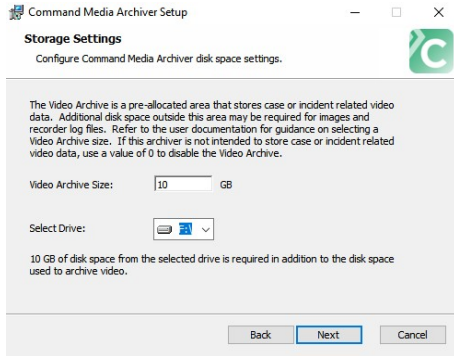 Command Media Archiver Setup
Storage Settings
Configure Command Media Archiver disk space settings.
The Video Archive is a pre-allocated area that stores case or incident related video
data. Additional disk space outside this area may be required for images and
recorder log files. Refer to the user documentation for guidance on selecting a
Video Archive size. If this archiver is not intended to store case or incident related
video data, use a value of 0 to disable the Video Archive.
Video Archive Size: 10 GB
Select Drive: F:\
10 GB of disk space from the selected drive is required in addition to the disk space
used to archive video.
Back Next Cancel